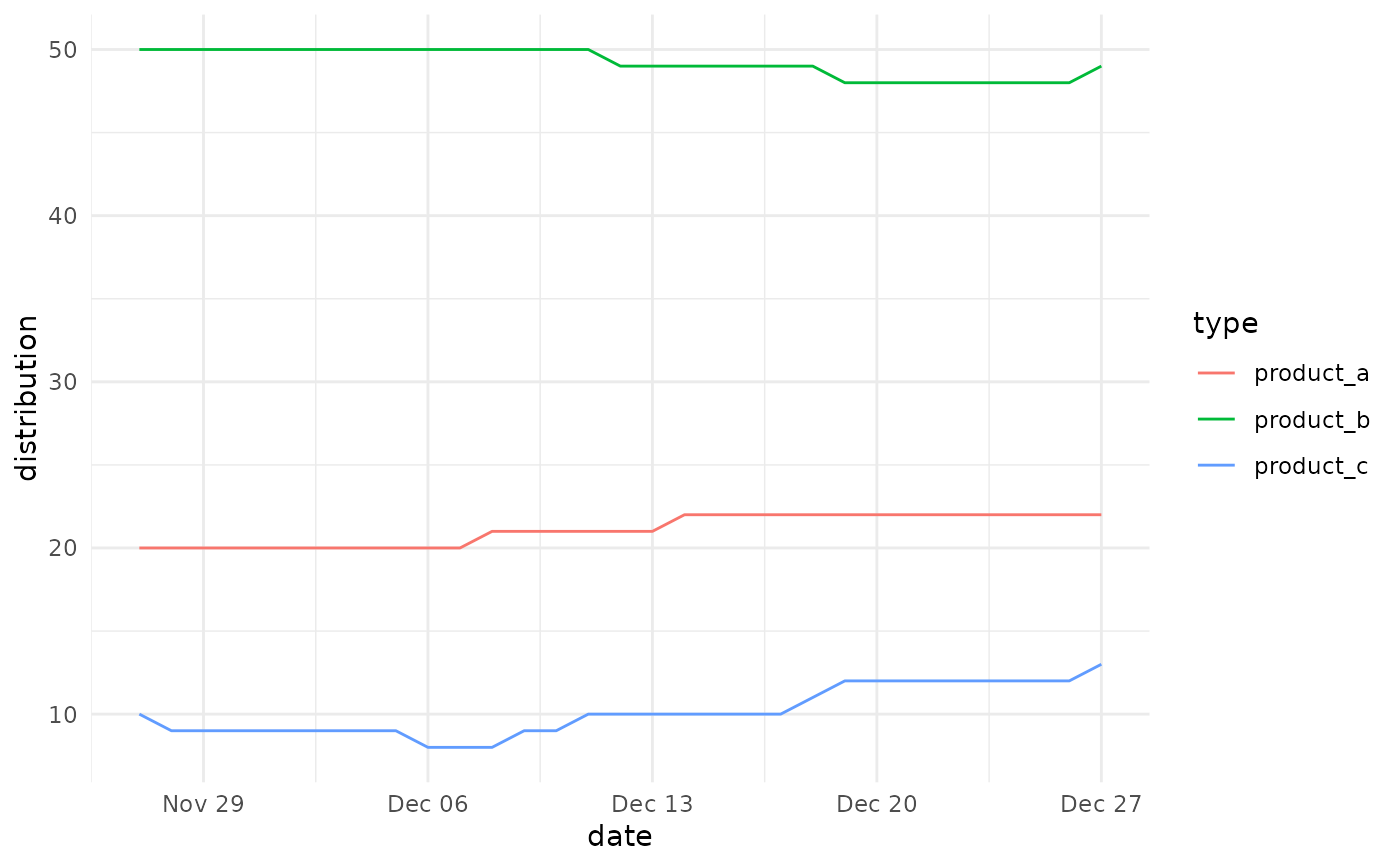 50
40
30
20
10
distribution
Nov 29
Dec 06
Dec 13
Dec 20
Dec 27
date
type
product_a
product_b
product_c